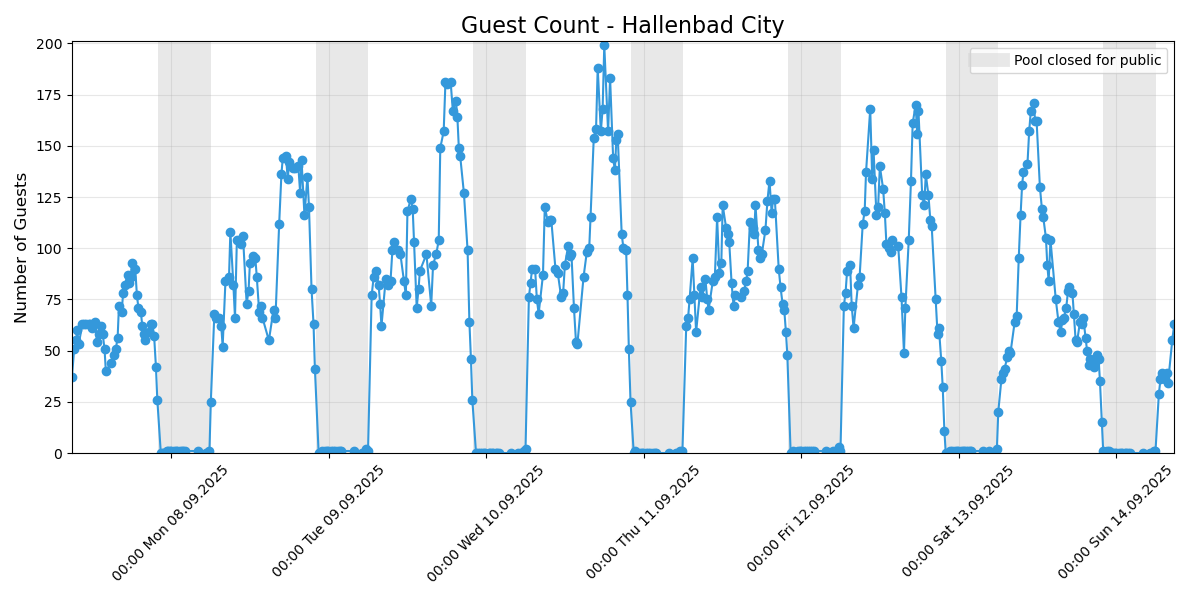 Guest Count - Hallenbad City
Pool closed for public
Number of Guests
200
175
150
125
100
75
50
25
0
00:00 Mon 08.09.2025
00:00 Tue 09.09.2025
00:00 Wed 10.09.2025
00:00 Thu 11.09.2025
00:00 Fri 12.09.2025
00:00 Sat 13.09.2025
00:00 Sun 14.09.2025